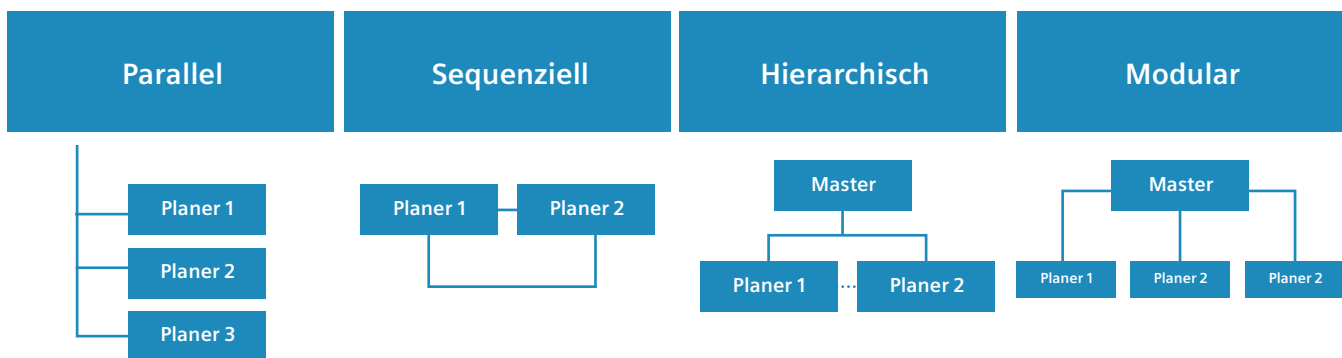 Parallel
Sequenziell
Hierarchisch
Modular
Planer 1
Planer 2
Planer 3
Planer 1
Planer 2
Master
Planer 1
...
Planer 2
Master
Planer 1
Planer 2
Planer 2